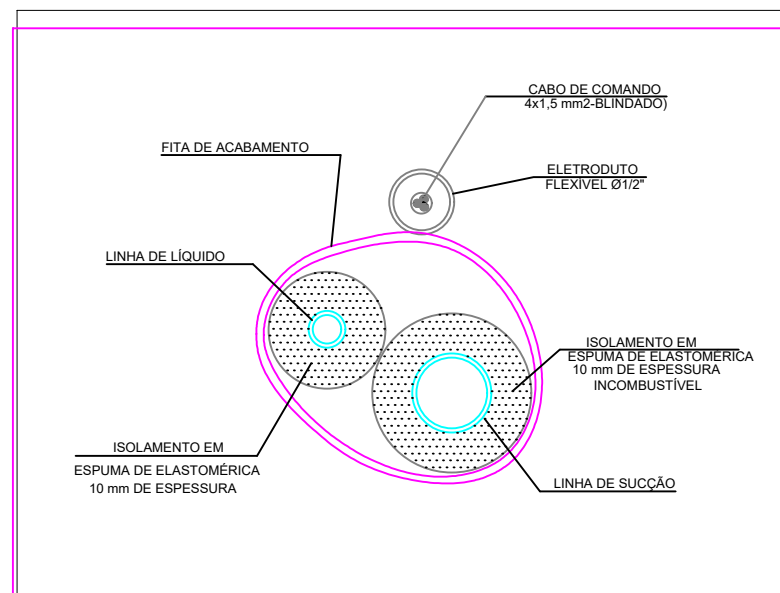 CABO DE COMANDO
4x1,5 mm2-BLINDADO)
FITA DE ACABAMENTO
ELETRODUTO
FLEXÍVEL Ø1/2"
LINHA DE LÍQUIDO
ISOLAMENTO EM
ESPUMA DE ELASTOMÉRICA
10 mm DE ESPESSURA
INCOMBUSTÍVEL
ISOLAMENTO EM
ESPUMA DE ELASTOMÉRICA
10 mm DE ESPESSURA
LINHA DE SUCÇÃO